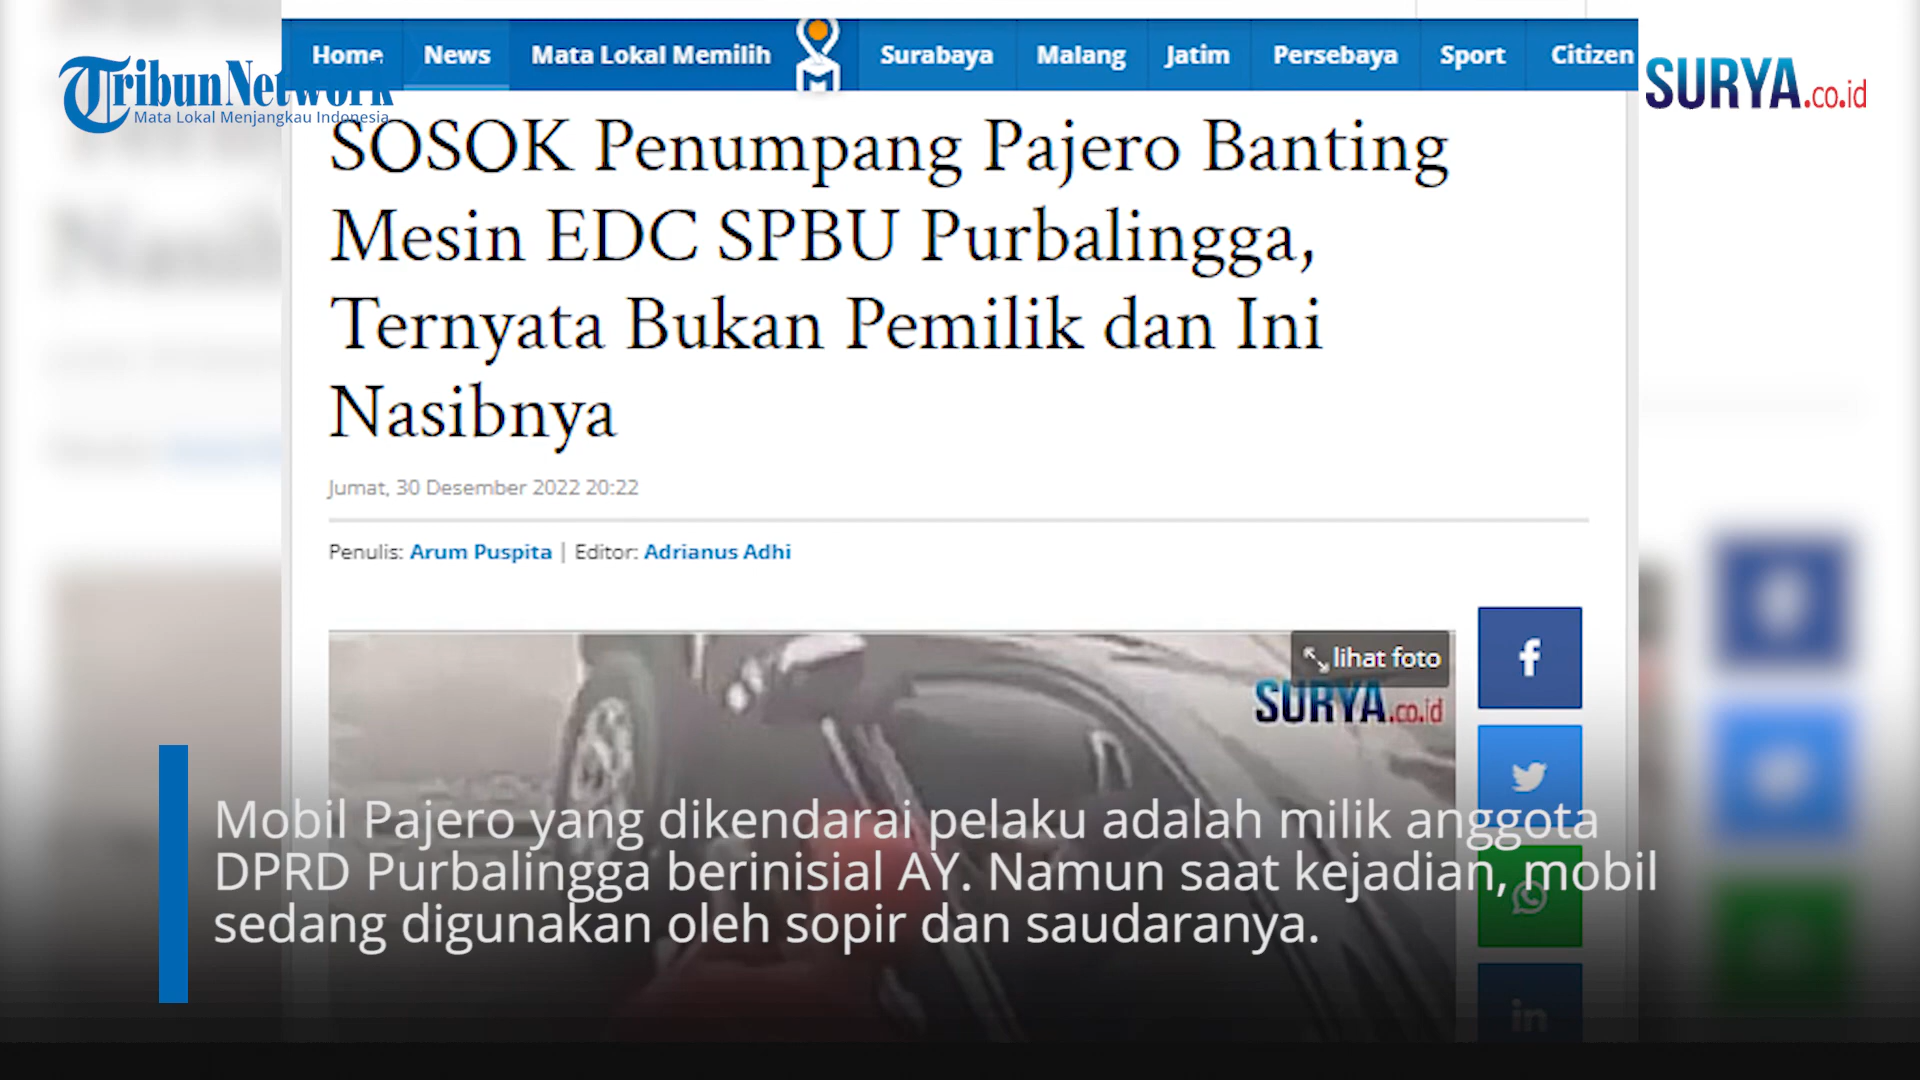 Home News Mata Lokal Memilih M Surabaya Malang Jatim Persebaya Sport Citizen
TribunNetwork
Mata Lokal Menjangkau Indonesia
SURYA.co.id
SOSOK Penumpang Pajero Banting
Mesin EDC SPBU Purbalingga,
Ternyata Bukan Pemilik dan Ini
Nasibnya
Jumat, 30 Desember 2022 20:22
Penulis: Arum Puspita | Editor: Adrianus Adhi
lihat foto
SURYA.co.id
f
Mobil Pajero yang dikendarai pelaku adalah milik anggota
DPRD Purbalingga berinisial AY. Namun saat kejadian, mobil
sedang digunakan oleh sopir dan saudaranya.
in